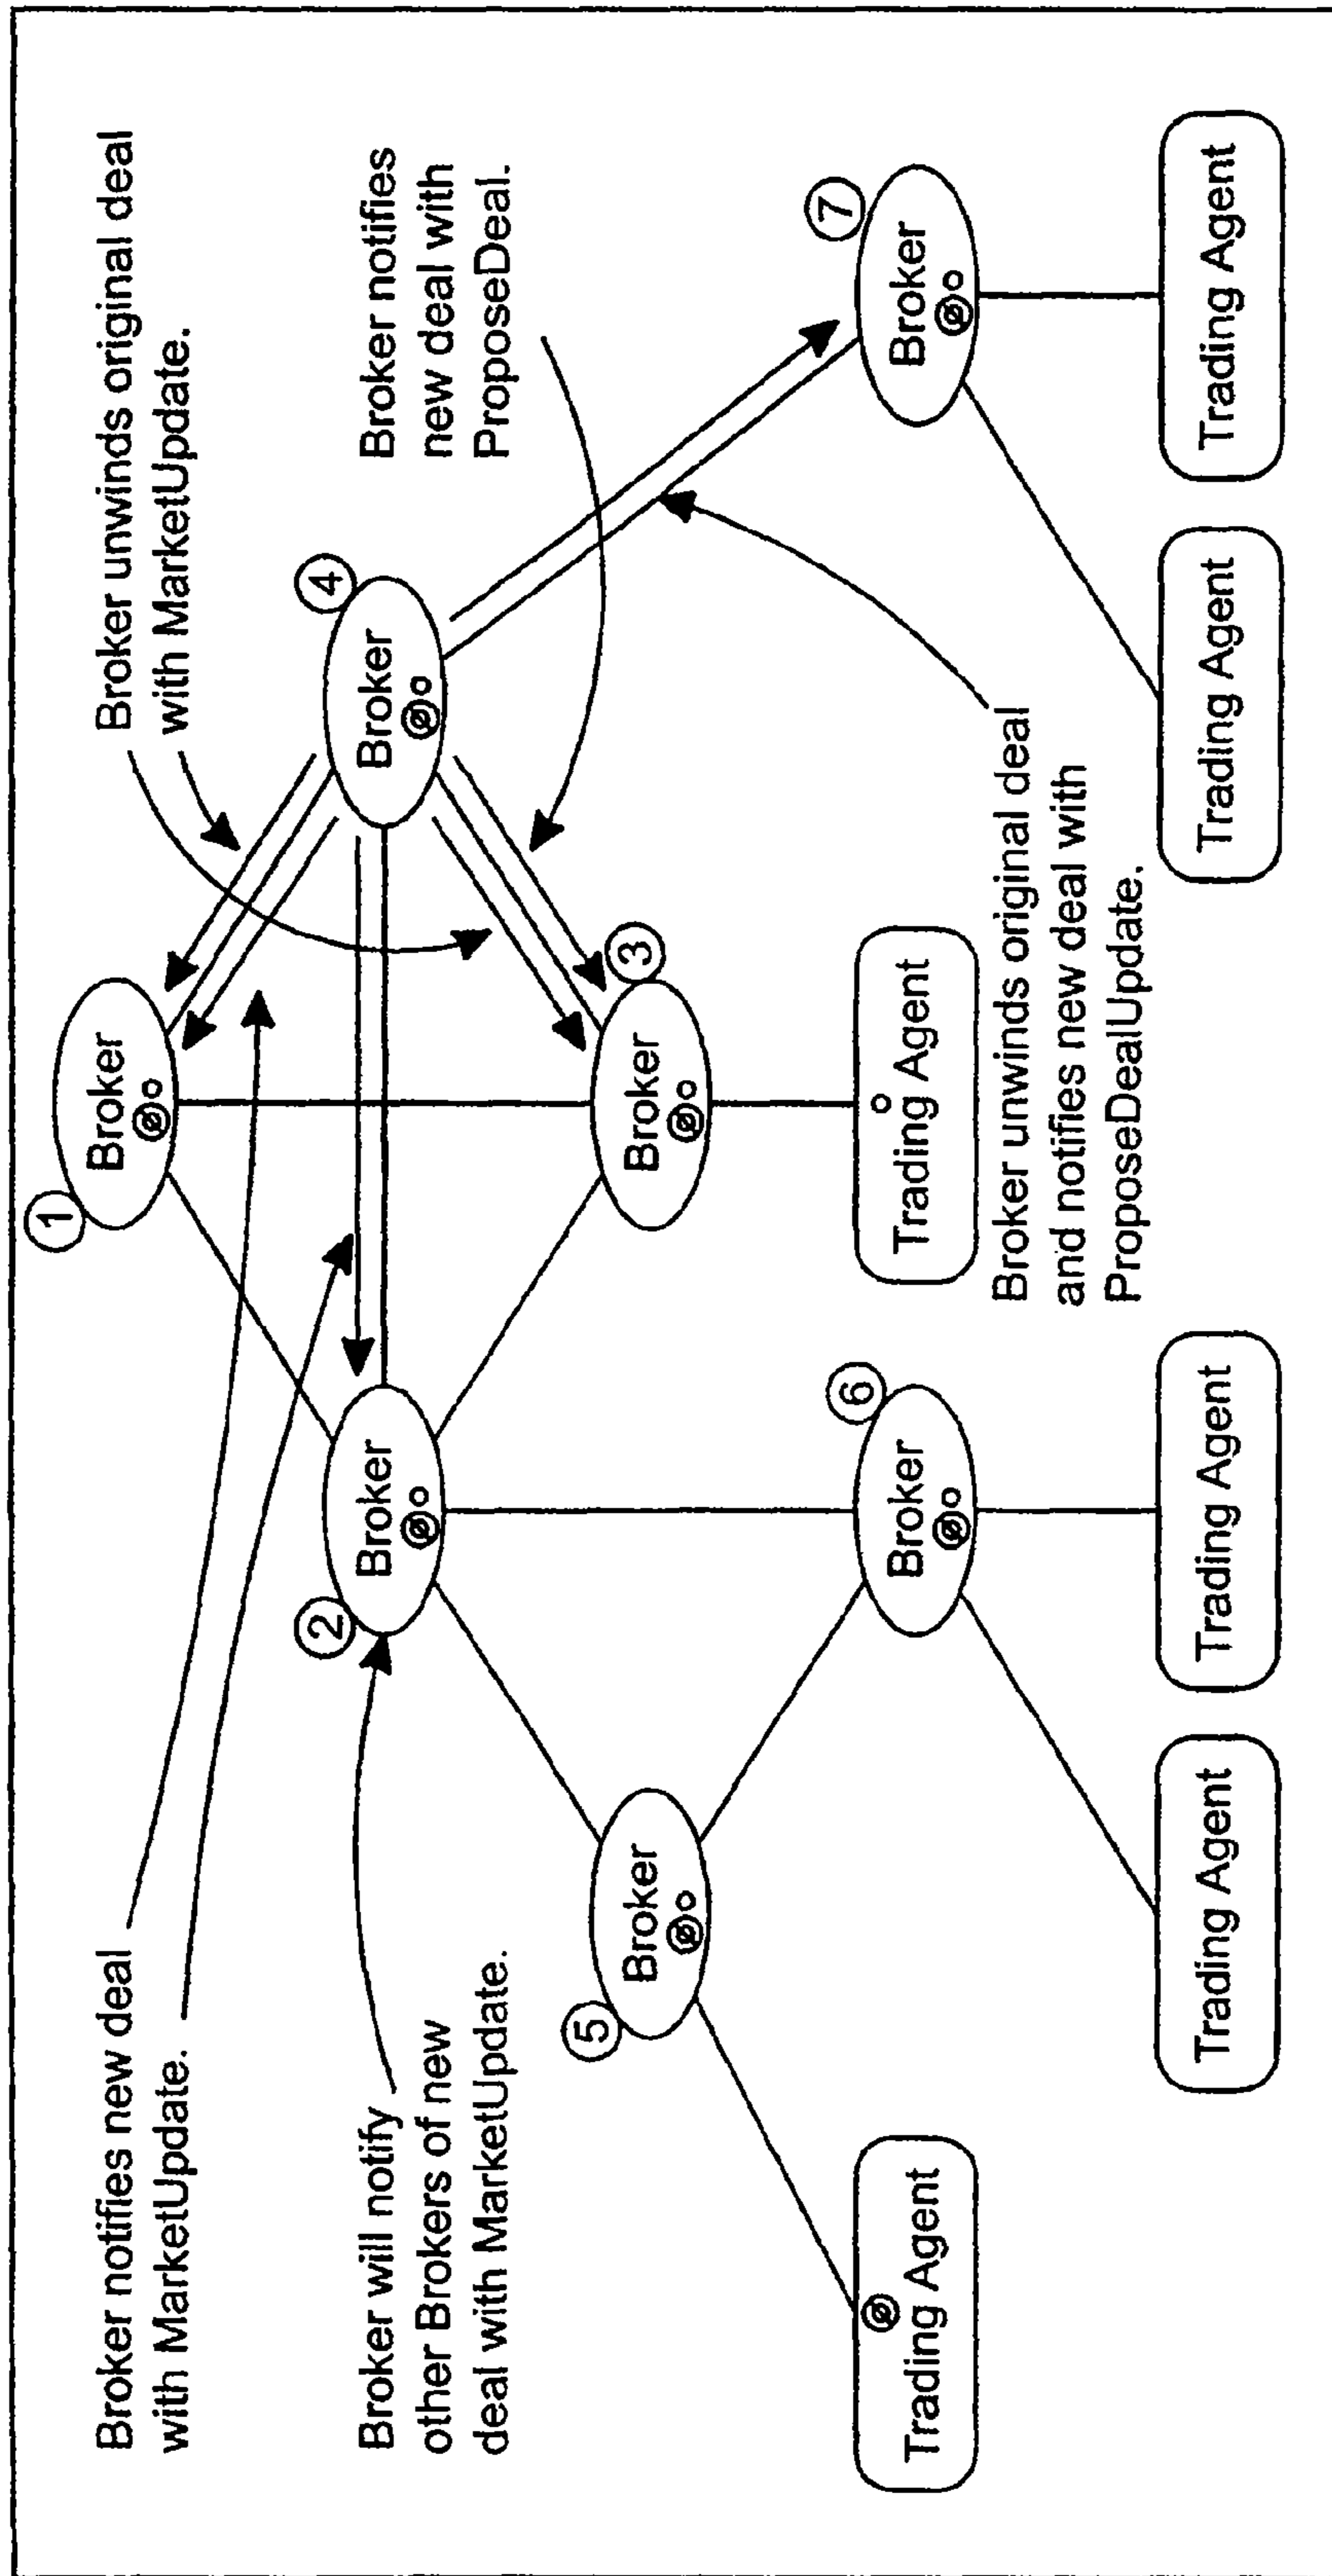 Broker notifies new deal
with MarketUpdate.
Broker unwinds original deal
with MarketUpdate.
1
Broker
Broker will notify
other Brokers of new
deal with MarketUpdate.
2
Broker
4
Broker
Broker notifies
new deal with
ProposeDeal.
5
Broker
3
Broker
6
Broker
7
Broker
Trading Agent
Trading Agent
Broker unwinds original deal
and notifies new deal with
ProposeDealUpdate.
Trading Agent
Trading Agent
Trading Agent
Trading Agent